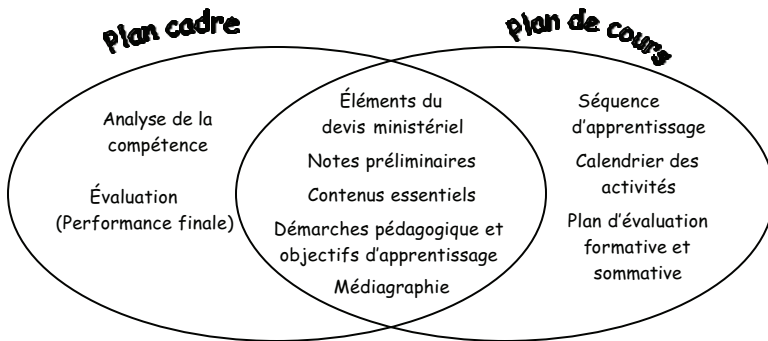 Plan cadre
Plan de cours
Analyse de la
compétence
Évaluation
(Performance finale)
Éléments du
devis ministériel
Notes préliminaires
Contenus essentiels
Démarches pédagogique et
objectifs d'apprentissage
Médiagraphie
Séquence
d'apprentissage
Calendrier des
activités
Plan d'évaluation
formative et
sommative